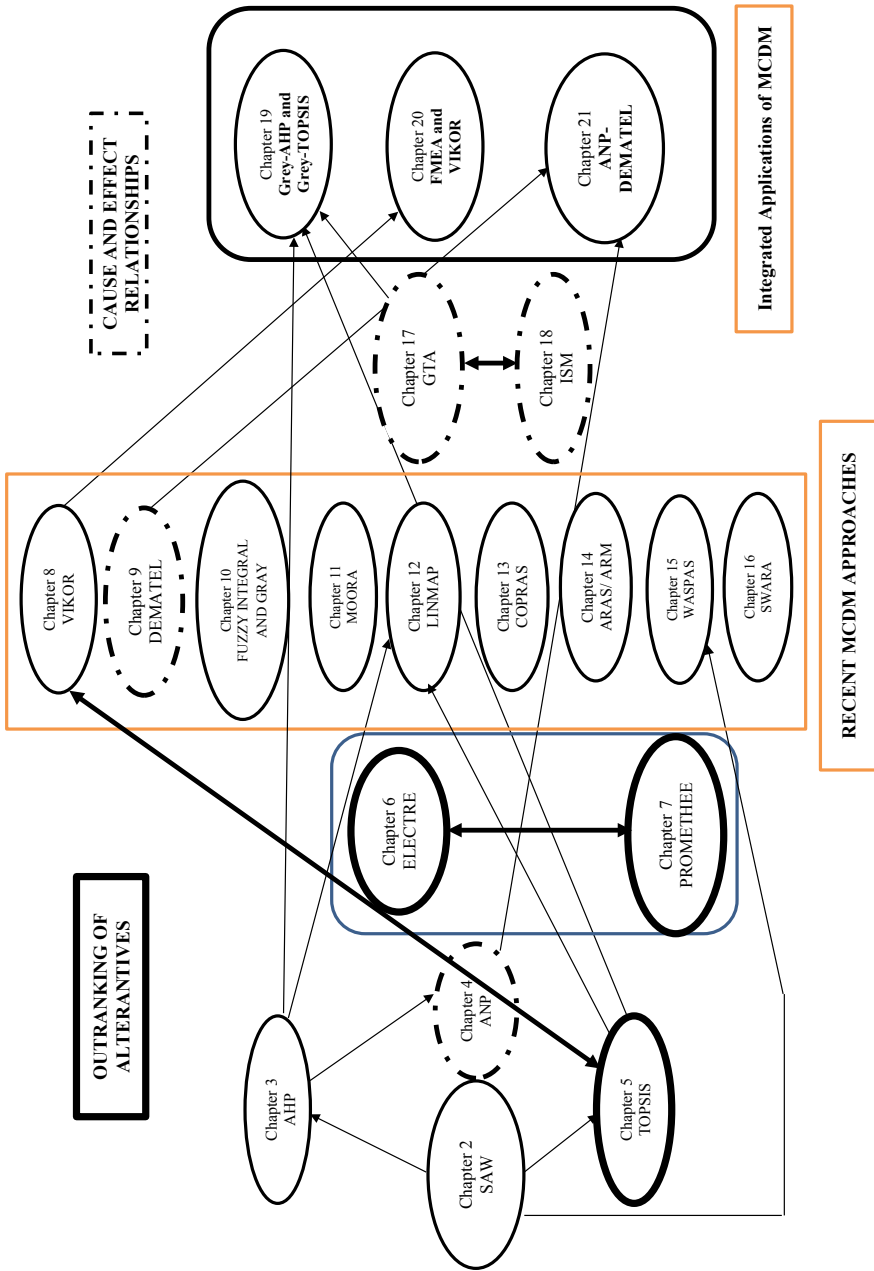 OUTRANKING OF
ALTERANTIVES
CAUSE AND EFFECT
RELATIONSHIPS
Chapter 2
SAW
Chapter 3
AHP
Chapter 4
ANP
Chapter 5
TOPSIS
Chapter 6
ELECTRE
Chapter 7
PROMETHEE
Chapter 8
VIKOR
Chapter 9
DEMATEL
Chapter 10
FUZZY INTEGRAL
AND GRAY
Chapter 11
MOORA
Chapter 12
LINMAP
Chapter 13
COPRAS
Chapter 14
ARAS/ ARM
Chapter 15
WASPAS
Chapter 16
SWARA
Chapter 17
GTA
Chapter 18
ISM
Chapter 19
Grey-AHP and
Grey-TOPSIS
Chapter 20
FMEA and
VIKOR
Chapter 21
ANP-
DEMATEL
RECENT MCDM APPROACHES
Integrated Applications of MCDM